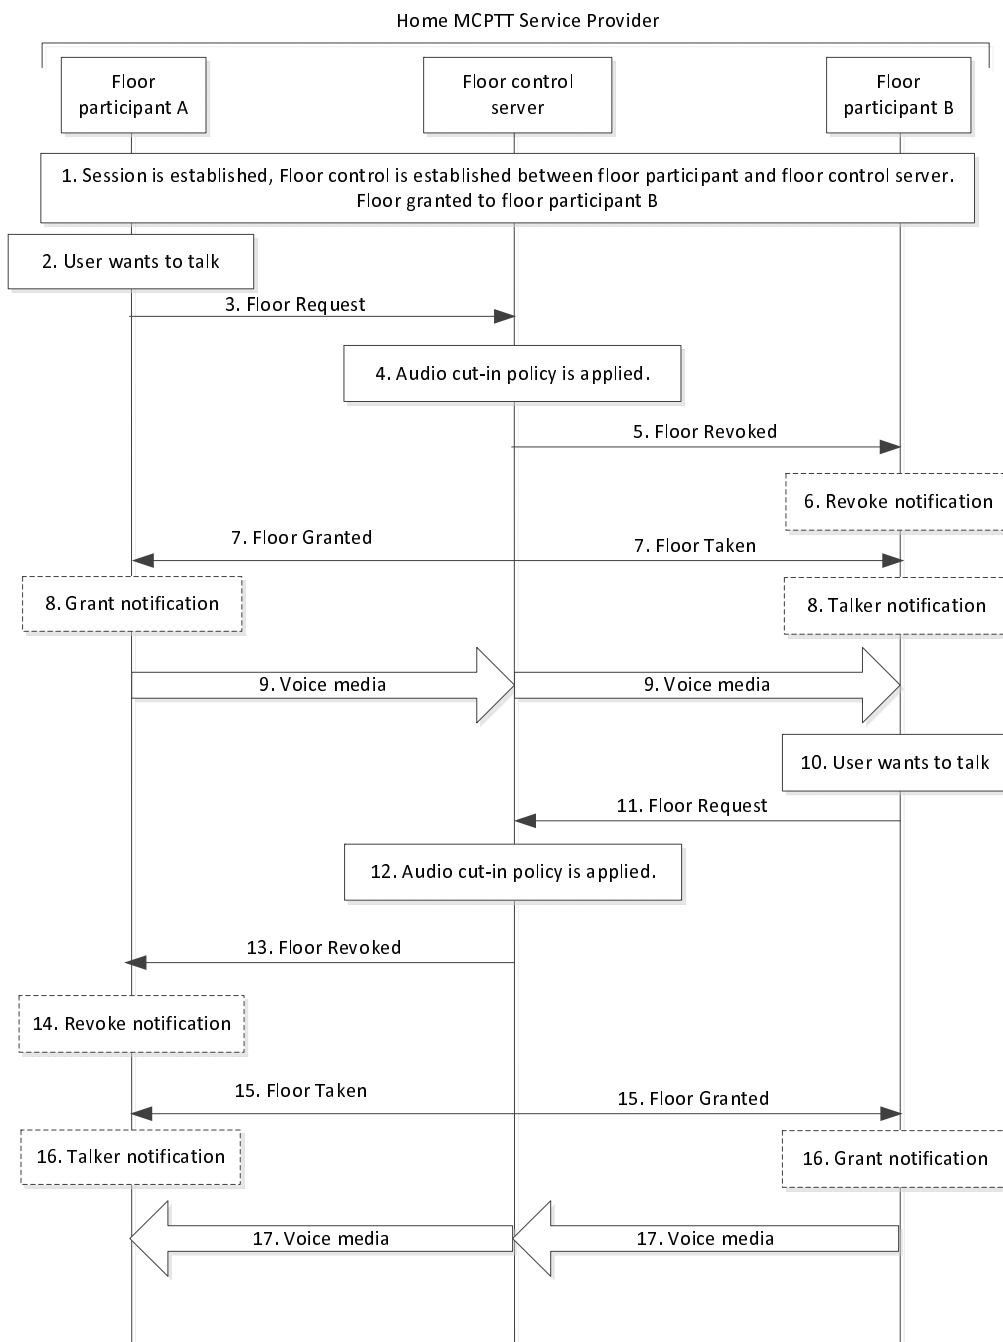 Home MCPTT Service Provider
Floor
participant A
Floor control
server
Floor
participant B
1. Session is established, Floor control is established between floor participant and floor control server.
Floor granted to floor participant B
2. User wants to talk
3. Floor Request
4. Audio cut-in policy is applied.
5. Floor Revoked
6. Revoke notification
7. Floor Granted
7. Floor Taken
8. Grant notification
8. Talker notification
9. Voice media
9. Voice media
10. User wants to talk
11. Floor Request
12. Audio cut-in policy is applied.
13. Floor Revoked
14. Revoke notification
15. Floor Taken
15. Floor Granted
16. Talker notification
16. Grant notification
17. Voice media
17. Voice media